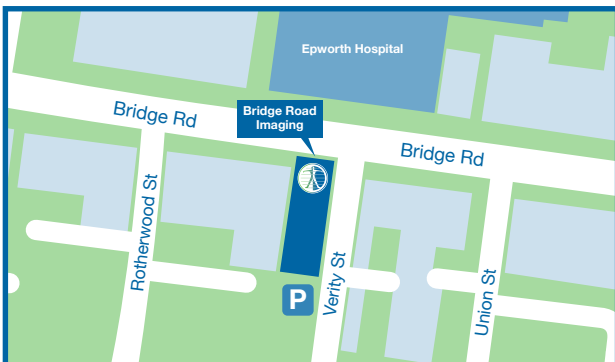 Epworth Hospital
Bridge Road
Imaging
Bridge Rd
Bridge Rd
Rotherwood St
Verity St
Union St
P